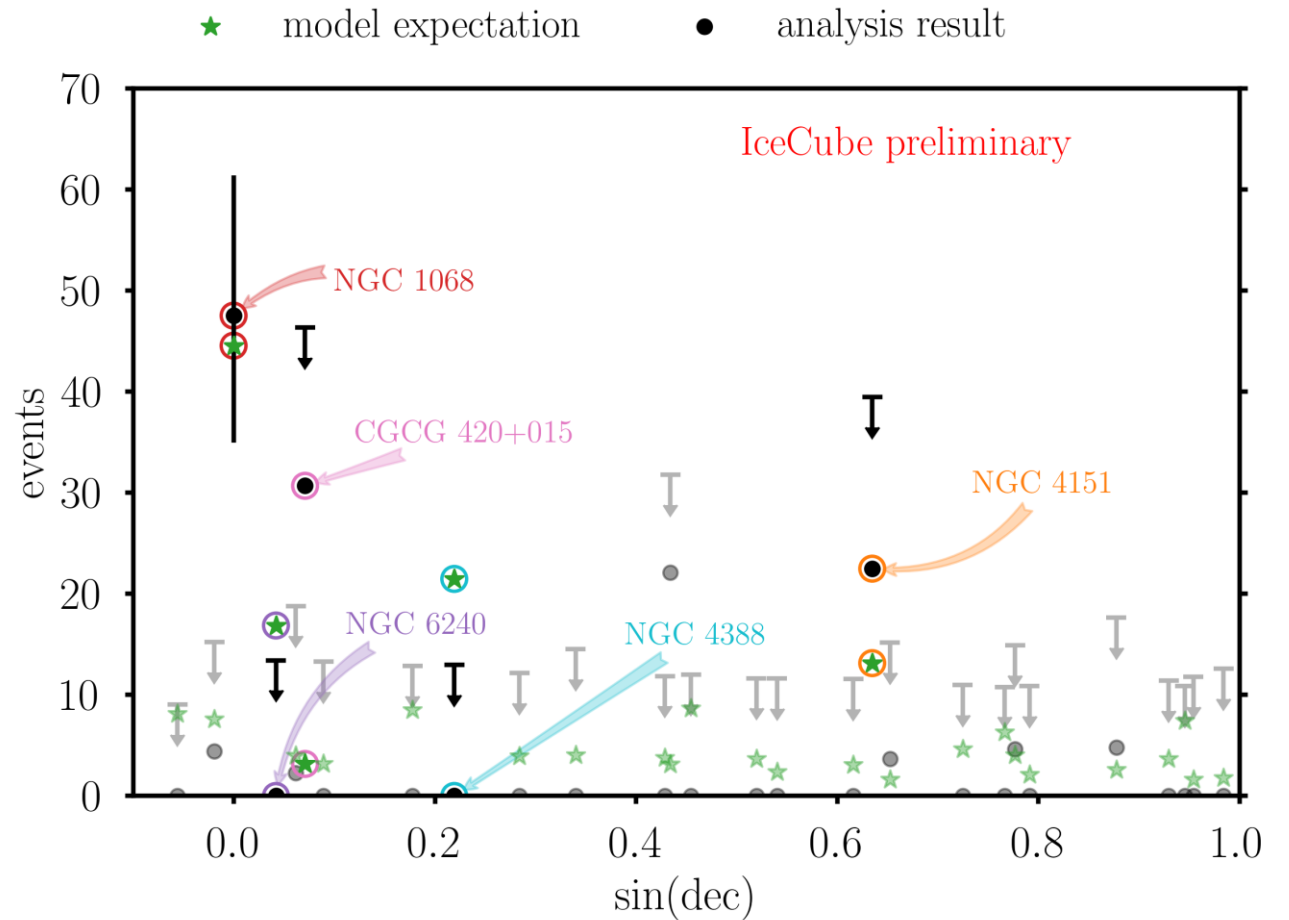 model expectation
analysis result
IceCube preliminary
70
60
50
40
30
20
10
0
events
NGC 1068
CGCG 420+015
NGC 4151
NGC 6240
NGC 4388
0.0
0.2
0.4
0.6
0.8
1.0
sin(dec)